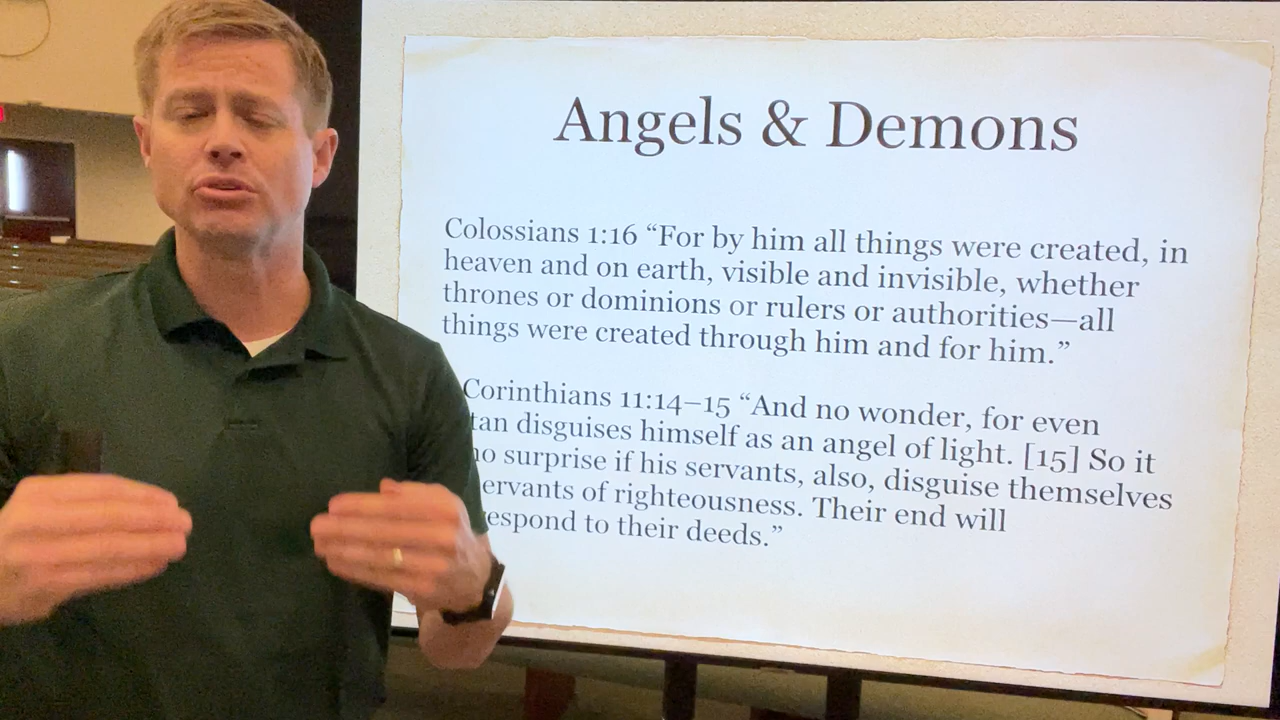 Angels & Demons
Colossians 1:16 “For by him all things were created, in
heaven and on earth, visible and invisible, whether
thrones or dominions or rulers or authorities—all
things were created through him and for him.”
Corinthians 11:14–15 “And no wonder, for even
tan disguises himself as an angel of light. [15] So it
no surprise if his servants, also, disguise themselves
ervants of righteousness. Their end will
respond to their deeds.”